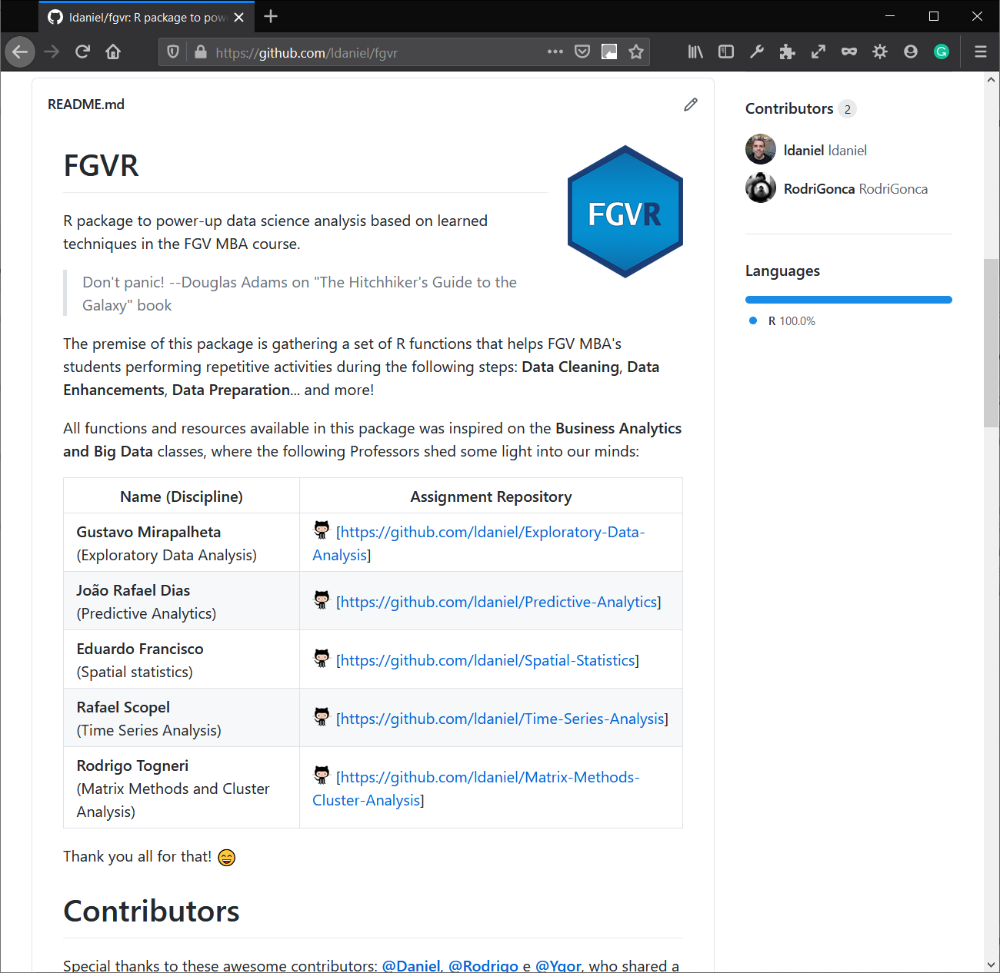 ldaniel/fgvr: R package to pow
https://github.com/ldaniel/fgvr
README.md
FGVR
FGVR
R package to power-up data science analysis based on learned
techniques in the FGV MBA course.
Don't panic! --Douglas Adams on "The Hitchhiker's Guide to the
Galaxy" book
The premise of this package is gathering a set of R functions that helps FGV MBA's
students performing repetitive activities during the following steps: Data Cleaning, Data
Enhancements, Data Preparation... and more!
All functions and resources available in this package was inspired on the Business Analytics
and Big Data classes, where the following Professors shed some light into our minds:
Name (Discipline)
Assignment Repository
Gustavo Mirapalheta
(Exploratory Data Analysis)
[https://github.com/ldaniel/Exploratory-Data-
Analysis]
João Rafael Dias
(Predictive Analytics)
[https://github.com/ldaniel/Predictive-Analytics]
Eduardo Francisco
(Spatial statistics)
[https://github.com/ldaniel/Spatial-Statistics]
Rafael Scopel
(Time Series Analysis)
[https://github.com/ldaniel/Time-Series-Analysis]
Rodrigo Togneri
(Matrix Methods and Cluster
Analysis)
[https://github.com/ldaniel/Matrix-Methods-
Cluster-Analysis]
Thank you all for that!
Contributors
Special thanks to these awesome contributors: @Daniel, @Rodrigo e @Ygor, who shared a
Contributors 2
ldaniel ldaniel
RodriGonca RodriGonca
Languages
R 100.0%